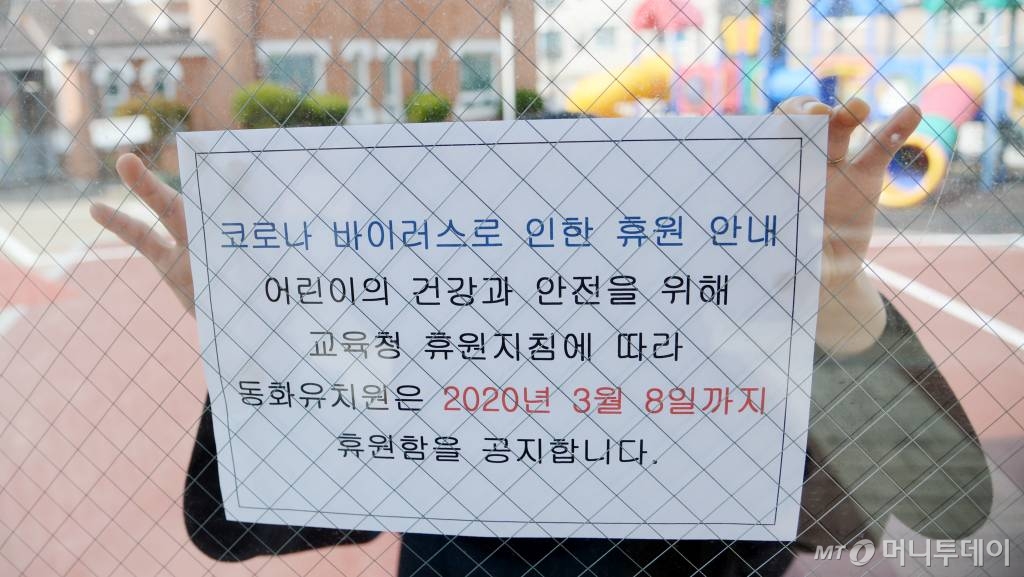 코로나 바이러스로 인한 휴원 안내
어린이의 건강과 안전을 위해
교육청 휴원지침에 따라
동화유치원은 2020년 3월 8일까지
휴원함을 공지합니다.
MT 머니투데이